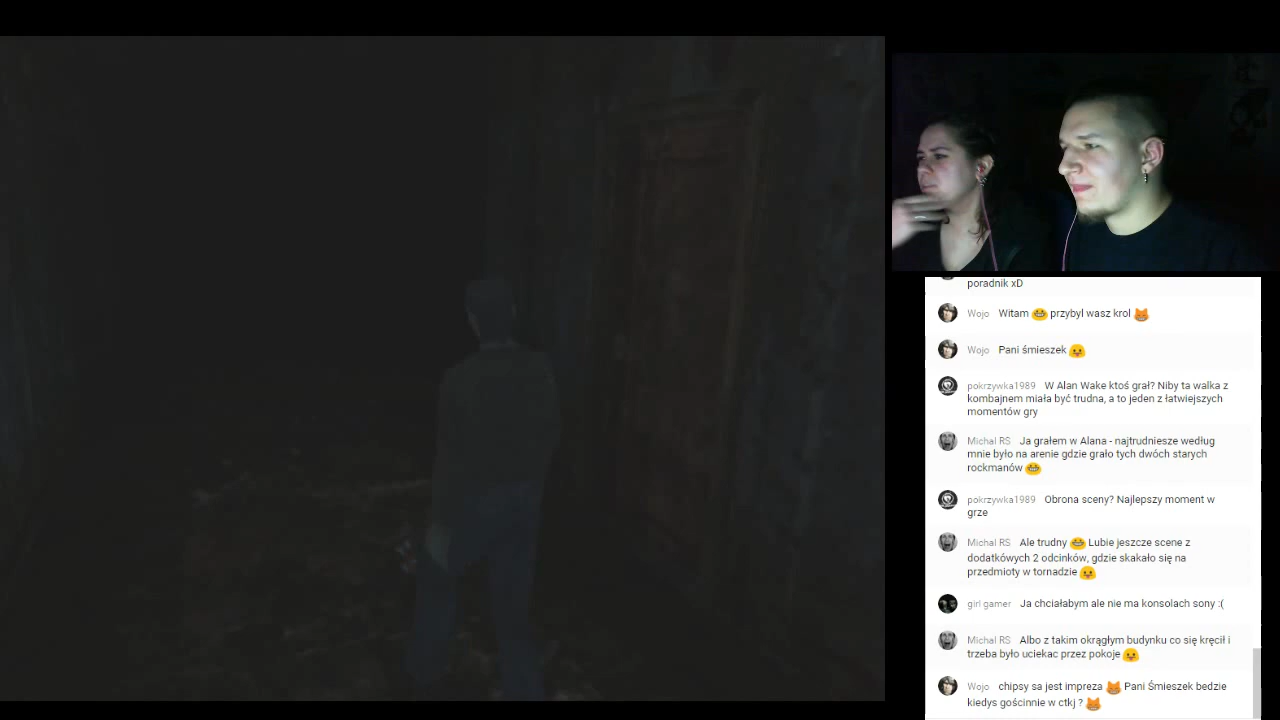 poradnik xD
Wojo Witam przybyl wasz krol
Wojo Pani śmieszek
pokrzywka1989 W Alan Wake ktoś grał? Niby ta walka z
kombajnem miała być trudna, a to jeden z łatwiejszych
momentów gry
Michal RS Ja grałem w Alana - najtrudniesze według
mnie było na arenie gdzie grało tych dwóch starych
rockmanów
pokrzywka1989 Obrona sceny? Najlepszy moment w
grze
Michal RS Ale trudny Lubie jeszcze scene z
dodatkówych 2 odcinków, gdzie skakało się na
przedmioty w tornadzie
girl gamer Ja chciałabym ale nie ma konsolach sony :(
Michal RS Albo z takim okrągłym budynku co się kręcił i
trzeba było uciekac przez pokoje
Wojo chipsy sa jest impreza Pani Śmieszek bedzie
kiedys gościnnie w ctkj ?